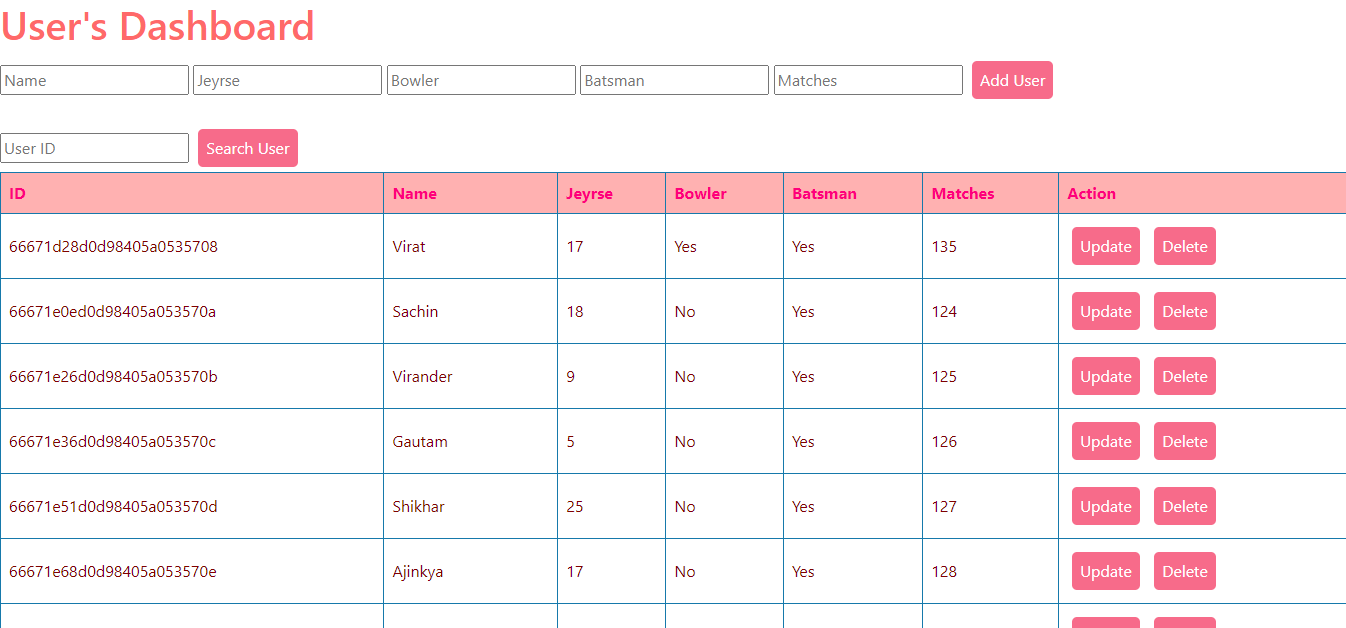 User's Dashboard
Name Jeyrse Bowler Batsman Matches Add User
User ID Search User
ID Name Jeyrse Bowler Batsman Matches Action
66671d28d0d98405a0535708 Virat 17 Yes Yes 135 Update Delete
66671e0ed0d98405a053570a Sachin 18 No Yes 124 Update Delete
66671e26d0d98405a053570b Virander 9 No Yes 125 Update Delete
66671e36d0d98405a053570c Gautam 5 No Yes 126 Update Delete
66671e51d0d98405a053570d Shikhar 25 No Yes 127 Update Delete
66671e68d0d98405a053570e Ajinkya 17 No Yes 128 Update Delete